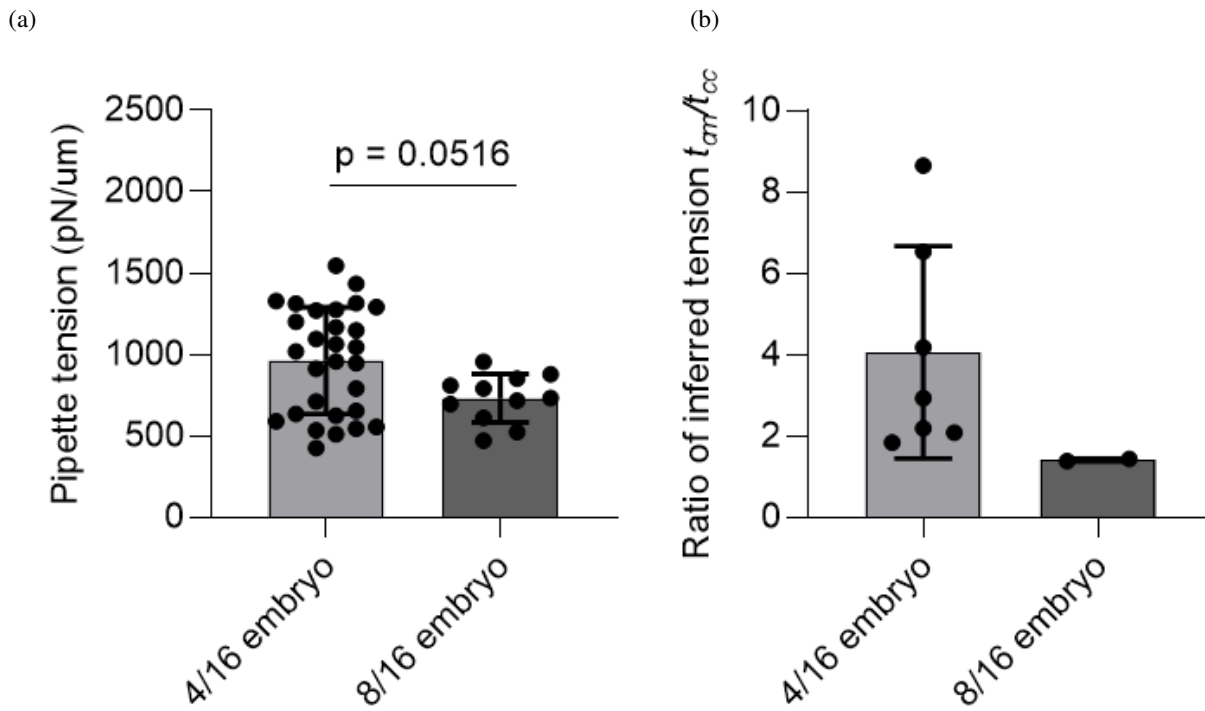 (a)
Pipette tension (pN/um)
2500
2000
1500
1000
500
0
p = 0.0516
4/16 embryo
8/16 embryo
(b)
Ratio of inferred tension t_am/t_cc
10
8
6
4
2
0
4/16 embryo
8/16 embryo